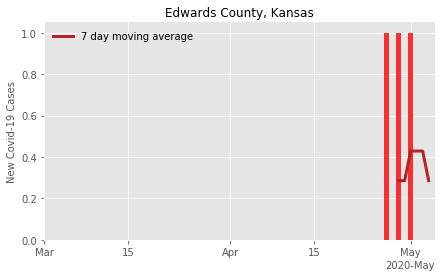 Edwards County, Kansas
7 day moving average
New Covid-19 Cases
1.0
0.8
0.6
0.4
0.2
0.0
Mar
15
Apr
15
May
2020-May